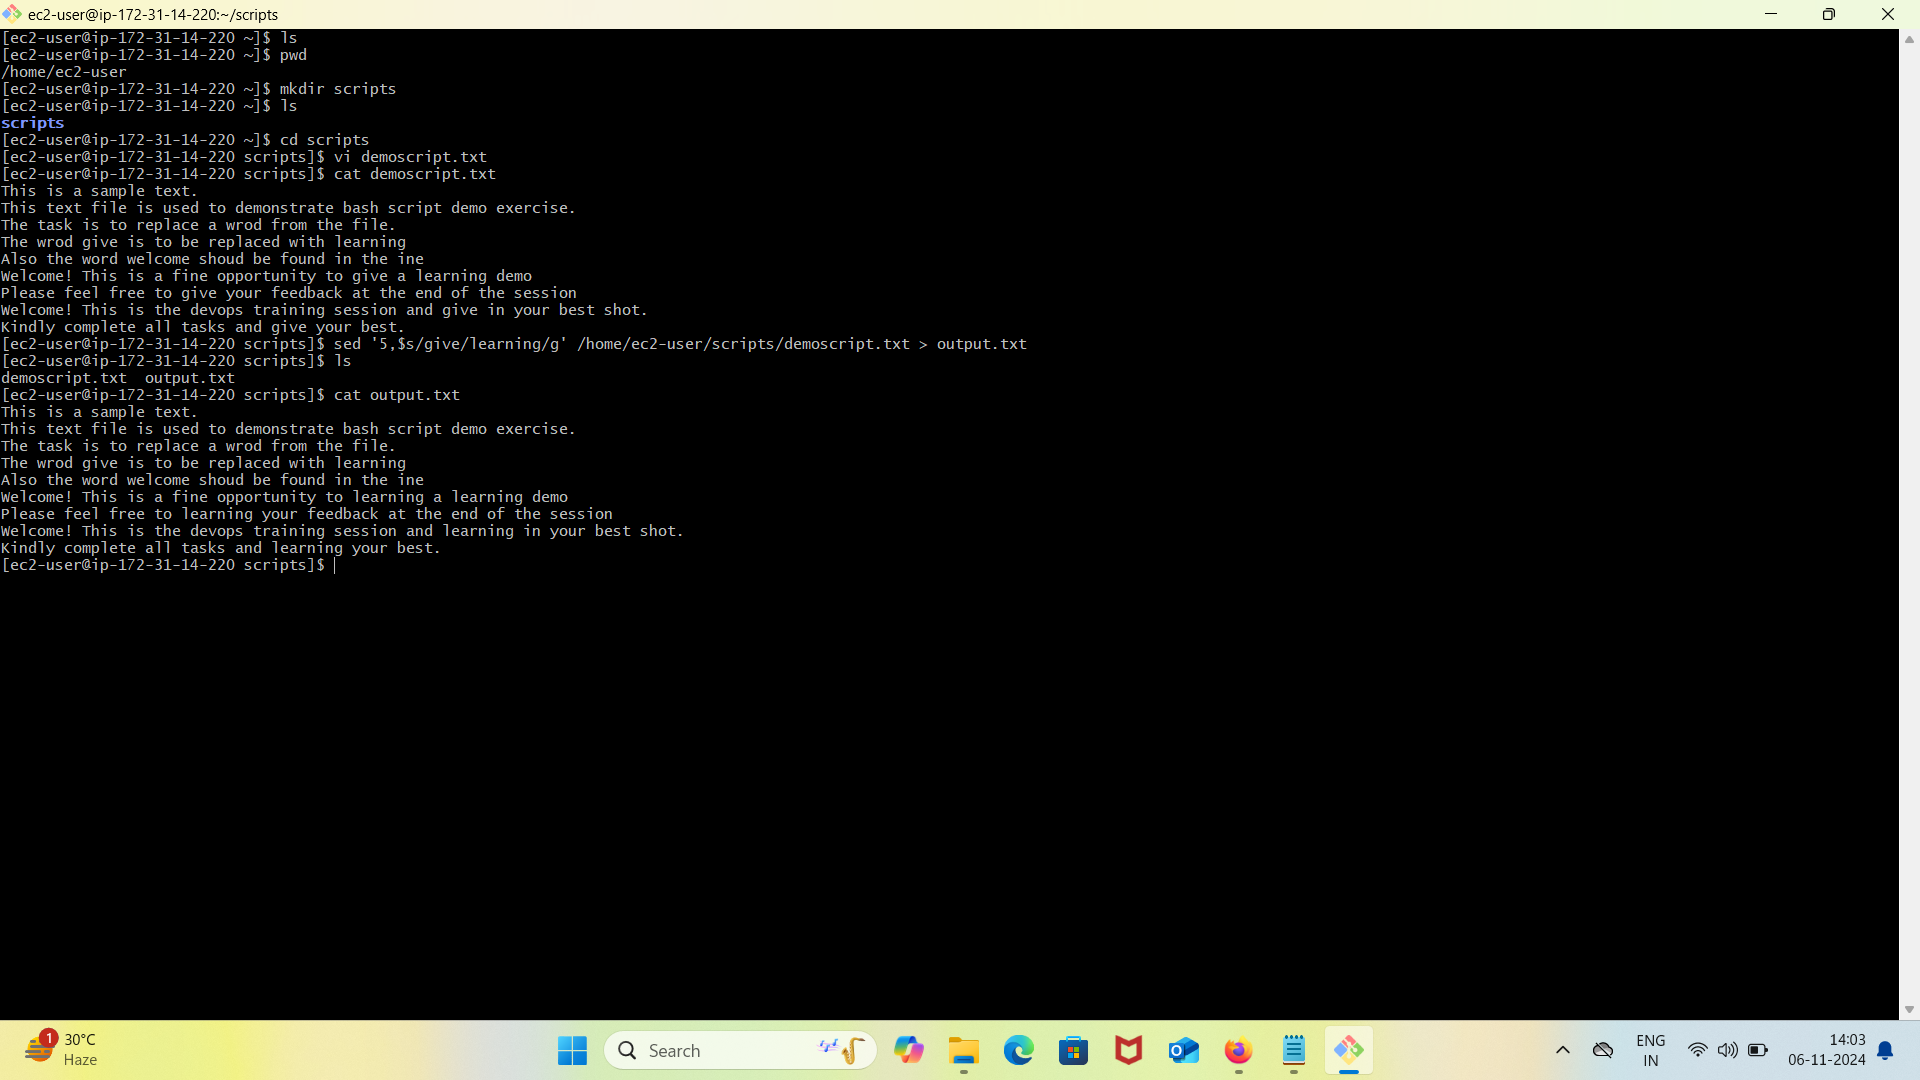 ec2-user@ip-172-31-14-220:~/scripts
[ec2-user@ip-172-31-14-220 ~]$ ls
[ec2-user@ip-172-31-14-220 ~]$ pwd
/home/ec2-user
[ec2-user@ip-172-31-14-220 ~]$ mkdir scripts
[ec2-user@ip-172-31-14-220 ~]$ ls
scripts
[ec2-user@ip-172-31-14-220 ~]$ cd scripts
[ec2-user@ip-172-31-14-220 scripts]$ vi demoscript.txt
[ec2-user@ip-172-31-14-220 scripts]$ cat demoscript.txt
This is a sample text.
This text file is used to demonstrate bash script demo exercise.
The task is to replace a wrod from the file.
The wrod give is to be replaced with learning
Also the word welcome shoud be found in the ine
Welcome! This is a fine opportunity to give a learning demo
Please feel free to give your feedback at the end of the session
Welcome! This is the devops training session and give in your best shot.
Kindly complete all tasks and give your best.
[ec2-user@ip-172-31-14-220 scripts]$ sed '5,$s/give/learning/g' /home/ec2-user/scripts/demoscript.txt > output.txt
[ec2-user@ip-172-31-14-220 scripts]$ ls
demoscript.txt  output.txt
[ec2-user@ip-172-31-14-220 scripts]$ cat output.txt
This is a sample text.
This text file is used to demonstrate bash script demo exercise.
The task is to replace a wrod from the file.
The wrod give is to be replaced with learning
Also the word welcome shoud be found in the ine
Welcome! This is a fine opportunity to learning a learning demo
Please feel free to learning your feedback at the end of the session
Welcome! This is the devops training session and learning in your best shot.
Kindly complete all tasks and learning your best.
[ec2-user@ip-172-31-14-220 scripts]$
1
30°C
Haze
Search
ENG
IN
14:03
06-11-2024